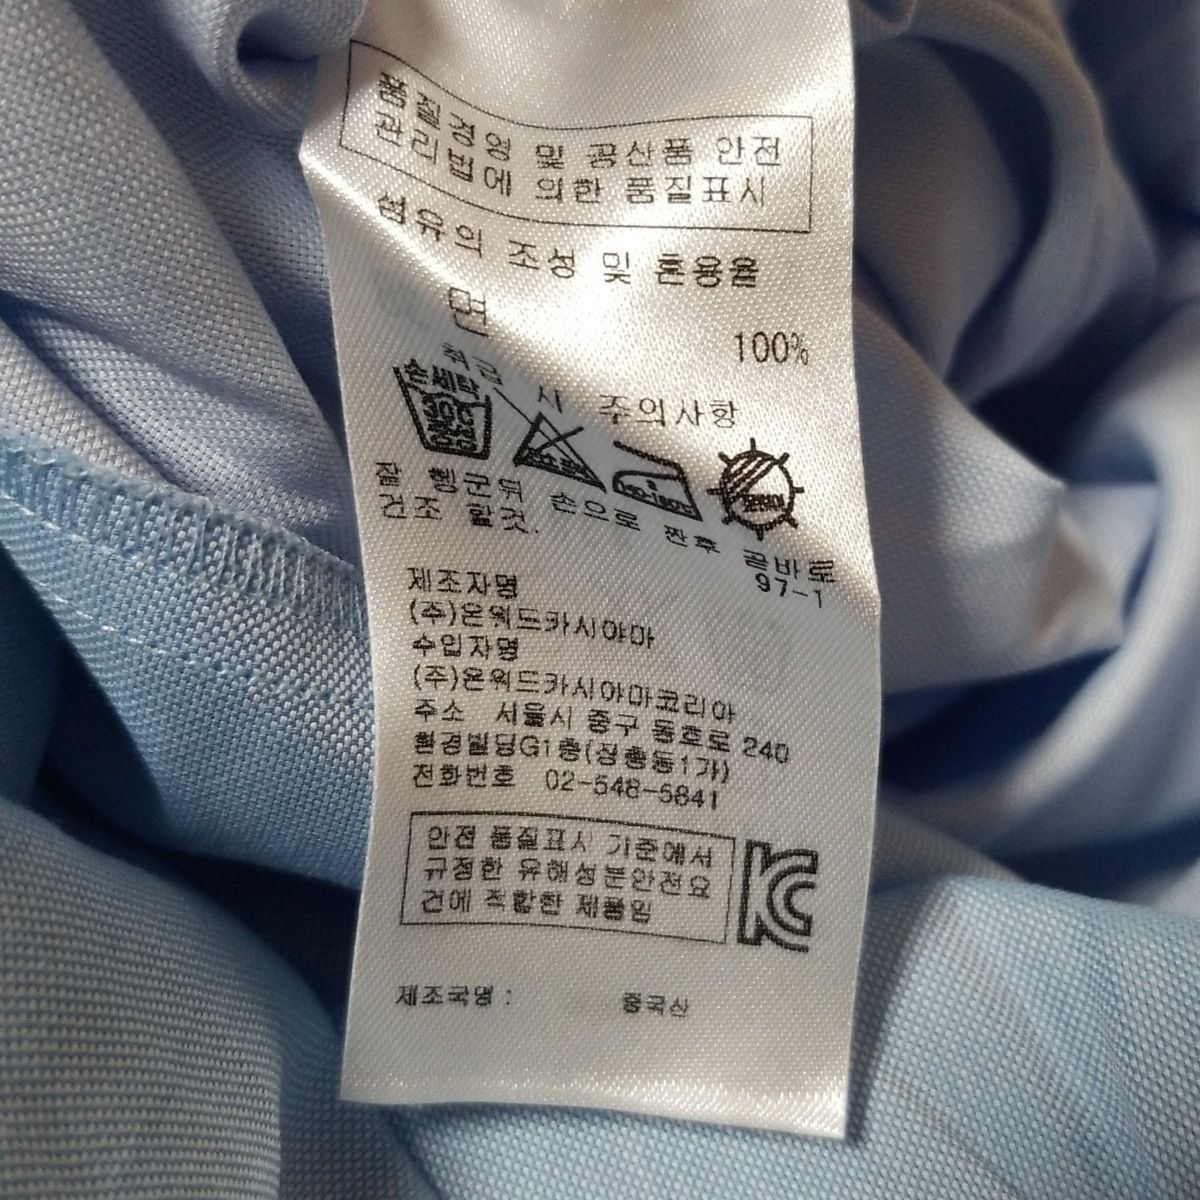 품질경영 및 공산품 안전
관리법에 의한 품질표시
섬유의 조성 및 혼용율
면 100%
취급 시 주의사항
손세탁
잘 헹군뒤 손으로 짠후 곧바로
건조 할것. 97-1
제조자명
(주)온워드카시야마
수입자명
(주)온워드카시야마코리아
주소 서울시 중구 동호로 240
환경빌딩G1층(장충동1가)
전화번호 02-548-5841
안전 품질표시 기준에서
규정한 유해성분안전요
건에 적합한 제품임
제조국명 : 중국산